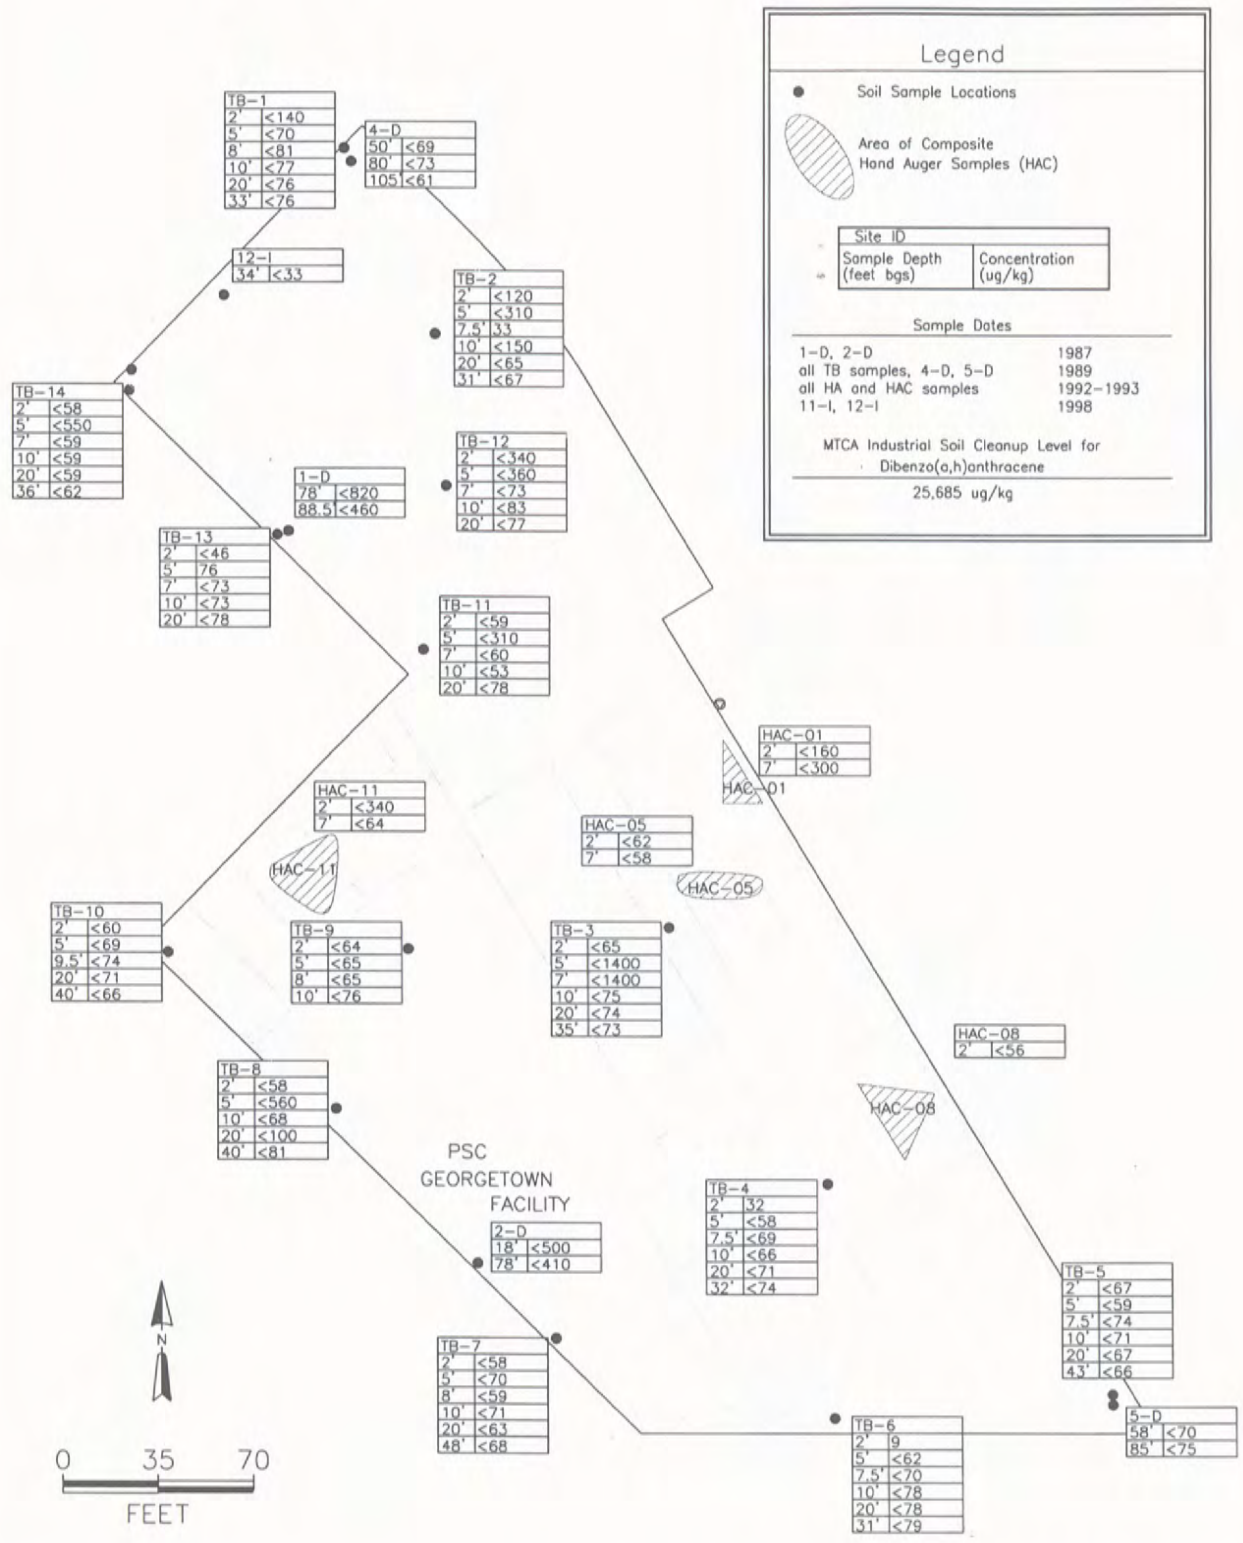 Legend
Soil Sample Locations
Area of Composite
Hand Auger Samples (HAC)
Site ID
Sample Depth Concentration
(feet bgs) (ug/kg)
Sample Dates
1-D, 2-D 1987
all TB samples, 4-D, 5-D 1989
all HA and HAC samples 1992-1993
11-I, 12-I 1998
MTCA Industrial Soil Cleanup Level for
Dibenzo(a,h)anthracene
25,685 ug/kg
TB-1
2' <140
5' <70
8' <81
10' <77
20' <76
33' <76
4-D
50' <69
80' <73
105' <61
12-I
34' <33
TB-2
2' <120
5' <310
7.5' 33
10' <150
20' <65
31' <67
TB-14
2' <58
5' <550
7' <59
10' <59
20' <59
36' <62
TB-12
2' <340
5' <360
7' <73
10' <83
20' <77
1-D
78' <820
88.5' <460
TB-13
2' <46
5' 76
7' <73
10' <73
20' <78
TB-11
2' <59
5' <310
7' <60
10' <53
20' <78
HAC-01
2' <160
7' <300
HAC-01
HAC-11
2' <340
7' <64
HAC-11
HAC-05
2' <62
7' <58
HAC-05
TB-10
2' <60
5' <69
9.5' <74
20' <71
40' <66
TB-9
2' <64
5' <65
8' <65
10' <76
TB-3
2' <65
5' <1400
7' <1400
10' <75
20' <74
35' <73
HAC-08
2' <56
HAC-08
TB-8
2' <58
5' <560
10' <68
20' <100
40' <81
PSC
GEORGETOWN
FACILITY
2-D
18' <500
78' <410
TB-4
2' 32
5' <58
7.5' <69
10' <66
20' <71
32' <74
TB-5
2' <67
5' <59
7.5' <74
10' <71
20' <67
43' <66
TB-7
2' <58
5' <70
8' <59
10' <71
20' <63
48' <68
TB-6
2' 9
5' <62
7.5' <70
10' <78
20' <78
31' <79
5-D
58' <70
85' <75
N
0 35 70
FEET